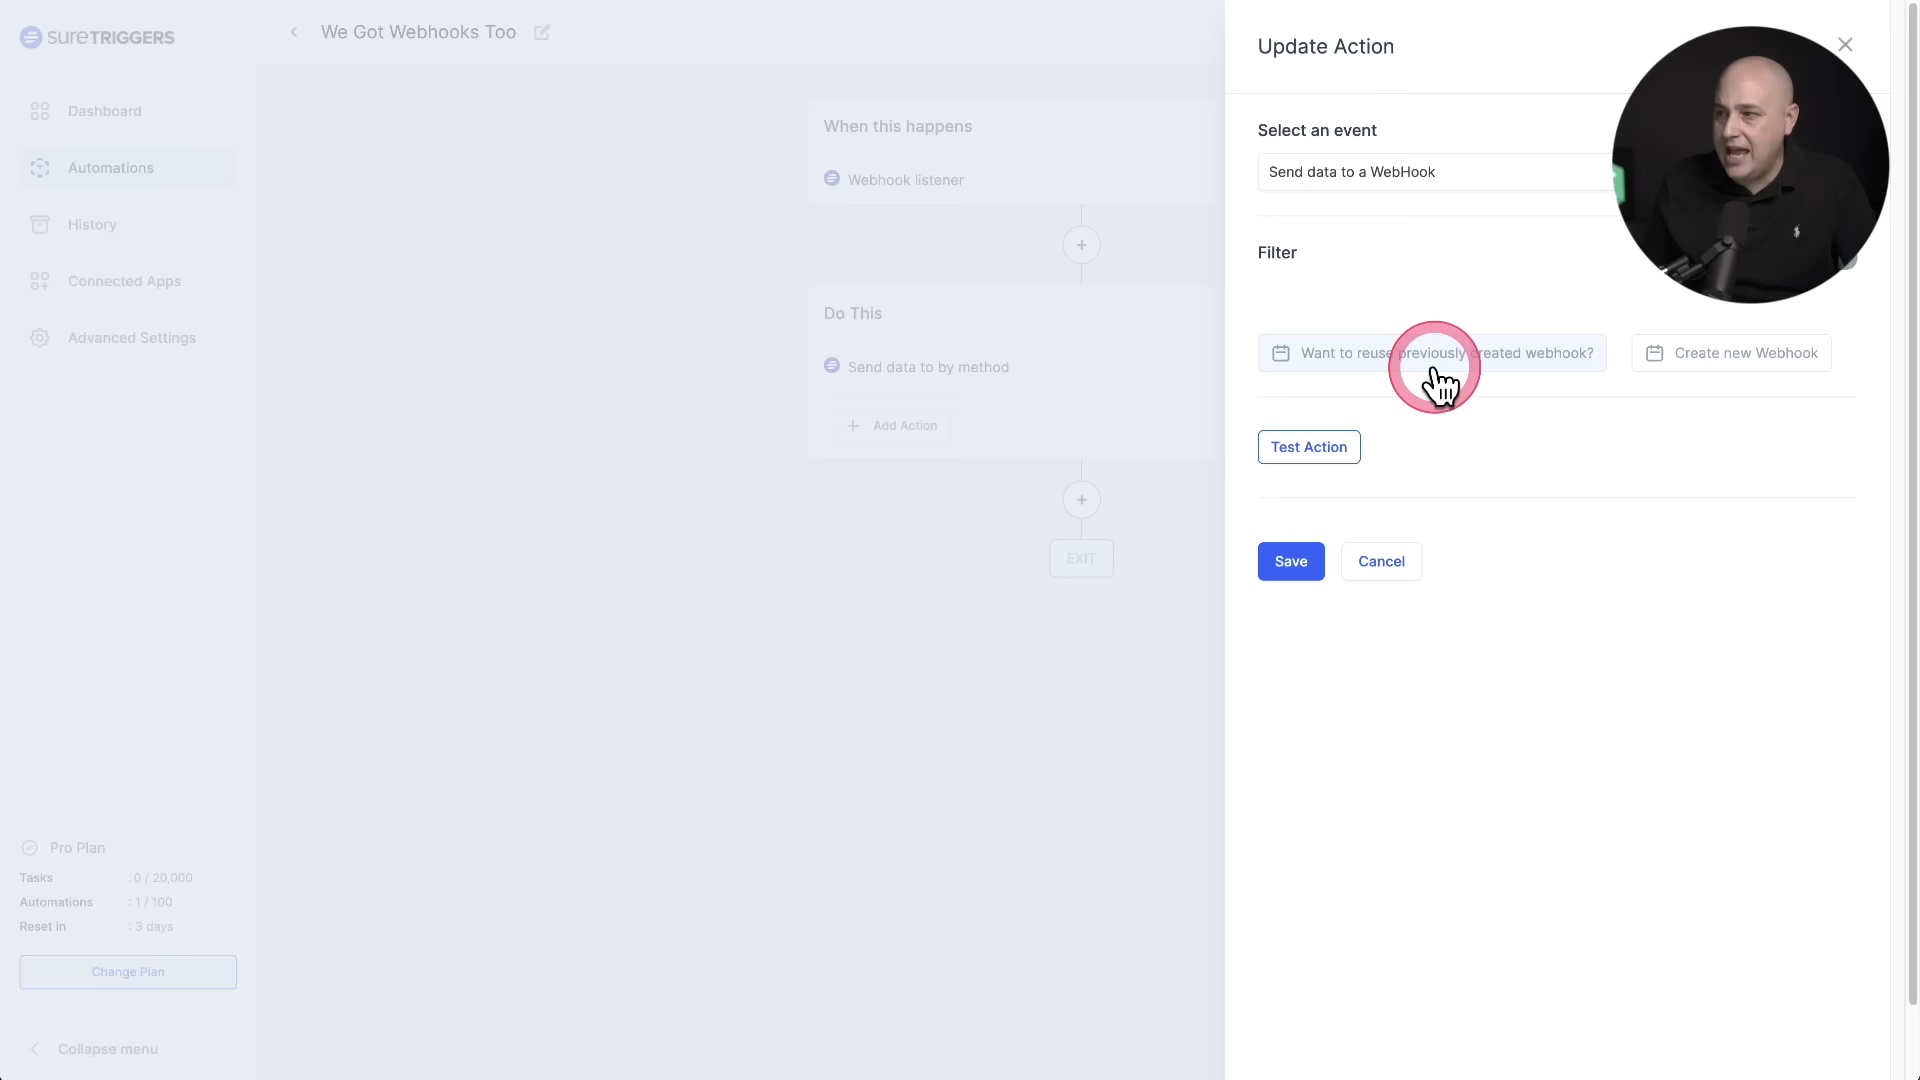 sureTRIGGERS
Dashboard
Automations
History
Connected Apps
Advanced Settings
Pro Plan
Tasks : 0 / 20,000
Automations : 1 / 100
Reset in : 3 days
Change Plan
Collapse menu
We Got Webhooks Too
When this happens
Webhook listener
+
Do This
Send data to by method
+ Add Action
+
EXIT
Update Action
Select an event
Send data to a WebHook
Filter
Want to reuse previously created webhook?
Create new Webhook
Test Action
Save
Cancel